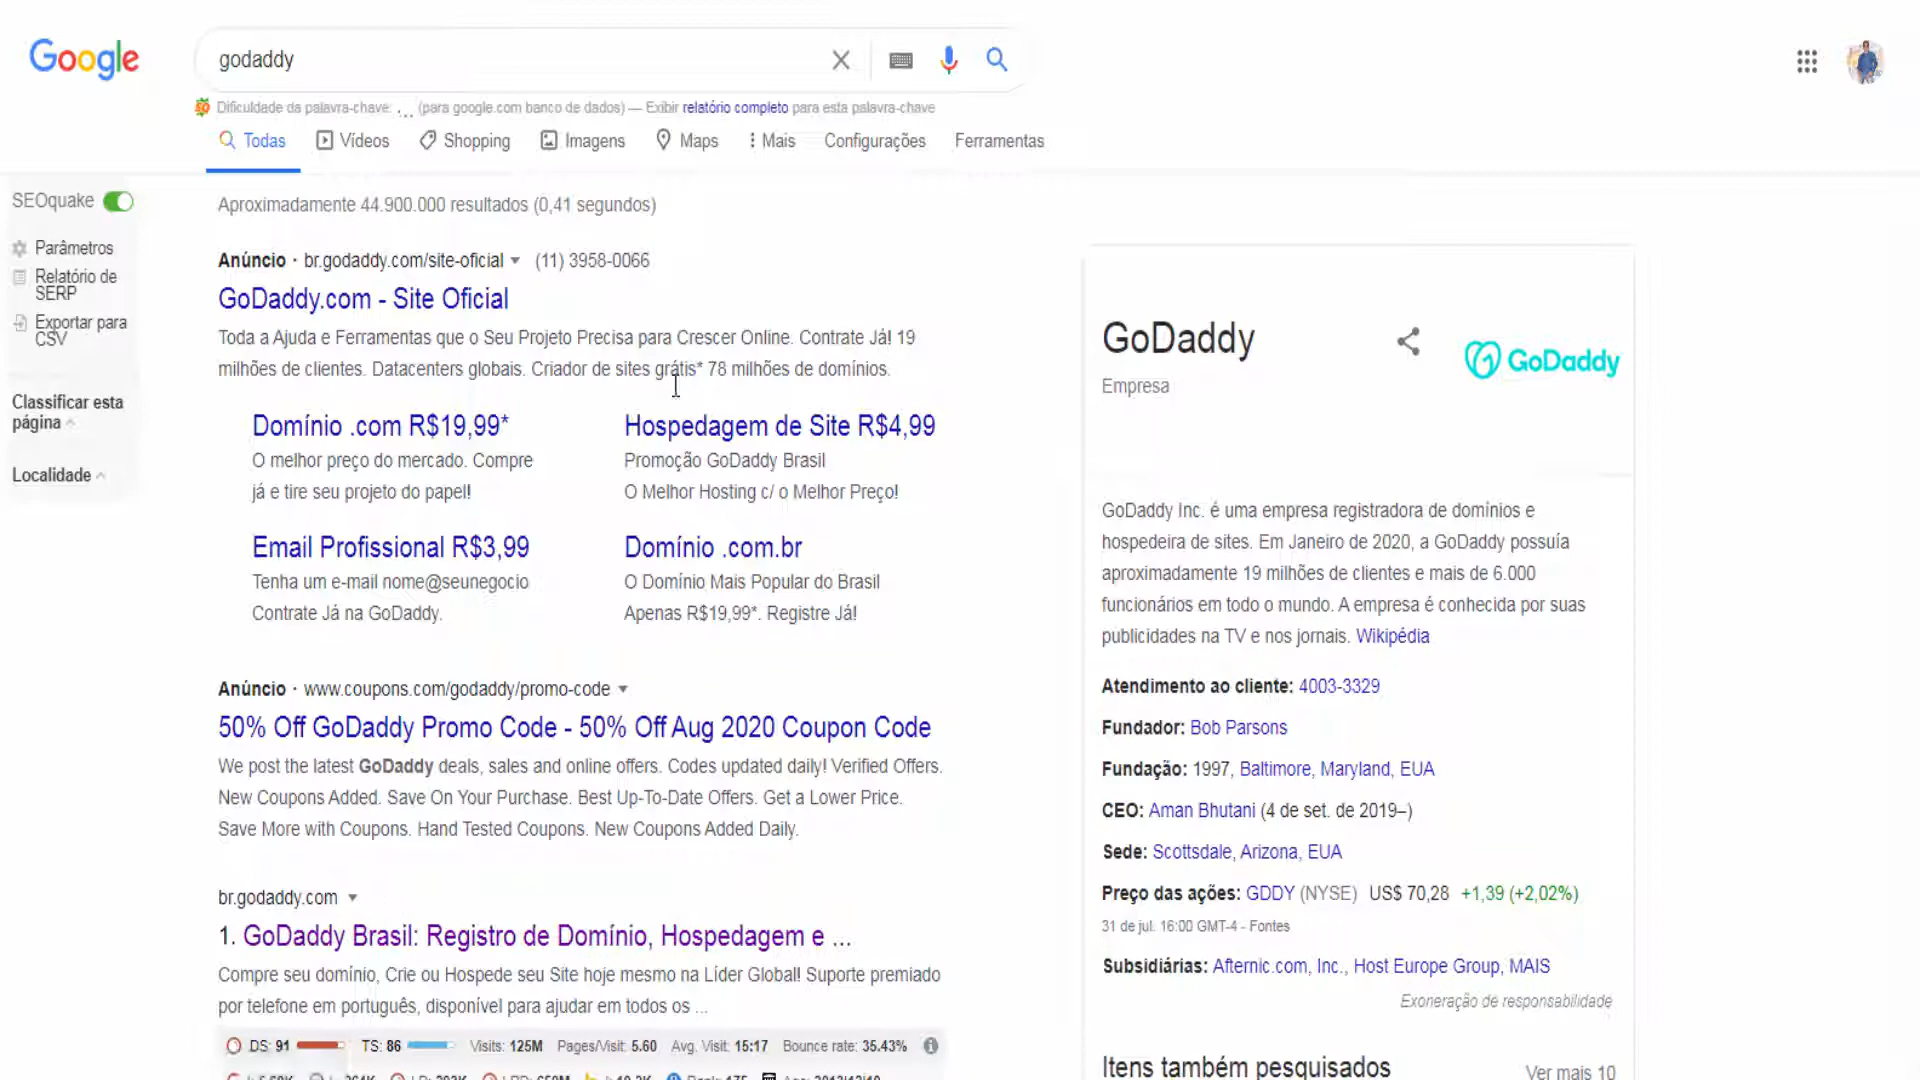 Google
godaddy
Dificuldade da palavra-chave: ... (para google.com banco de dados) — Exibir relatório completo para esta palavra-chave
Todas
Vídeos
Shopping
Imagens
Maps
Mais
Configurações
Ferramentas
SEOquake
Parâmetros
Relatório de
SERP
Exportar para
CSV
Classificar esta
página
Localidade
Aproximadamente 44.900.000 resultados (0,41 segundos)
Anúncio · br.godaddy.com/site-oficial (11) 3958-0066
GoDaddy.com - Site Oficial
Toda a Ajuda e Ferramentas que o Seu Projeto Precisa para Crescer Online. Contrate Já! 19
milhões de clientes. Datacenters globais. Criador de sites grátis* 78 milhões de domínios.
Domínio .com R$19,99*
O melhor preço do mercado. Compre
já e tire seu projeto do papel!
Hospedagem de Site R$4,99
Promoção GoDaddy Brasil
O Melhor Hosting c/ o Melhor Preço!
Email Profissional R$3,99
Tenha um e-mail nome@seunegocio
Contrate Já na GoDaddy.
Domínio .com.br
O Domínio Mais Popular do Brasil
Apenas R$19,99*. Registre Já!
Anúncio · www.coupons.com/godaddy/promo-code
50% Off GoDaddy Promo Code - 50% Off Aug 2020 Coupon Code
We post the latest GoDaddy deals, sales and online offers. Codes updated daily! Verified Offers.
New Coupons Added. Save On Your Purchase. Best Up-To-Date Offers. Get a Lower Price.
Save More with Coupons. Hand Tested Coupons. New Coupons Added Daily.
br.godaddy.com
1. GoDaddy Brasil: Registro de Domínio, Hospedagem e ...
Compre seu domínio, Crie ou Hospede seu Site hoje mesmo na Líder Global! Suporte premiado
por telefone em português, disponível para ajudar em todos os ...
DS: 91 TS: 86 Visits: 125M Pages/Visit: 5.60 Avg. Visit: 15:17 Bounce rate: 35.43%
GoDaddy
Empresa
GoDaddy
GoDaddy Inc. é uma empresa registradora de domínios e
hospedeira de sites. Em Janeiro de 2020, a GoDaddy possuía
aproximadamente 19 milhões de clientes e mais de 6.000
funcionários em todo o mundo. A empresa é conhecida por suas
publicidades na TV e nos jornais. Wikipédia
Atendimento ao cliente: 4003-3329
Fundador: Bob Parsons
Fundação: 1997, Baltimore, Maryland, EUA
CEO: Aman Bhutani (4 de set. de 2019–)
Sede: Scottsdale, Arizona, EUA
Preço das ações: GDDY (NYSE) US$ 70,28 +1,39 (+2,02%)
31 de jul. 16:00 GMT-4 - Fontes
Subsidiárias: Afternic.com, Inc., Host Europe Group, MAIS
Exoneração de responsabilidade
Itens também pesquisados
Ver mais 10